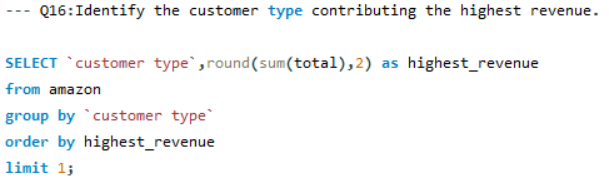 --- Q16:Identify the customer type contributing the highest revenue.
SELECT `customer type`,round(sum(total),2) as highest_revenue
from amazon
group by `customer type`
order by highest_revenue
limit 1;